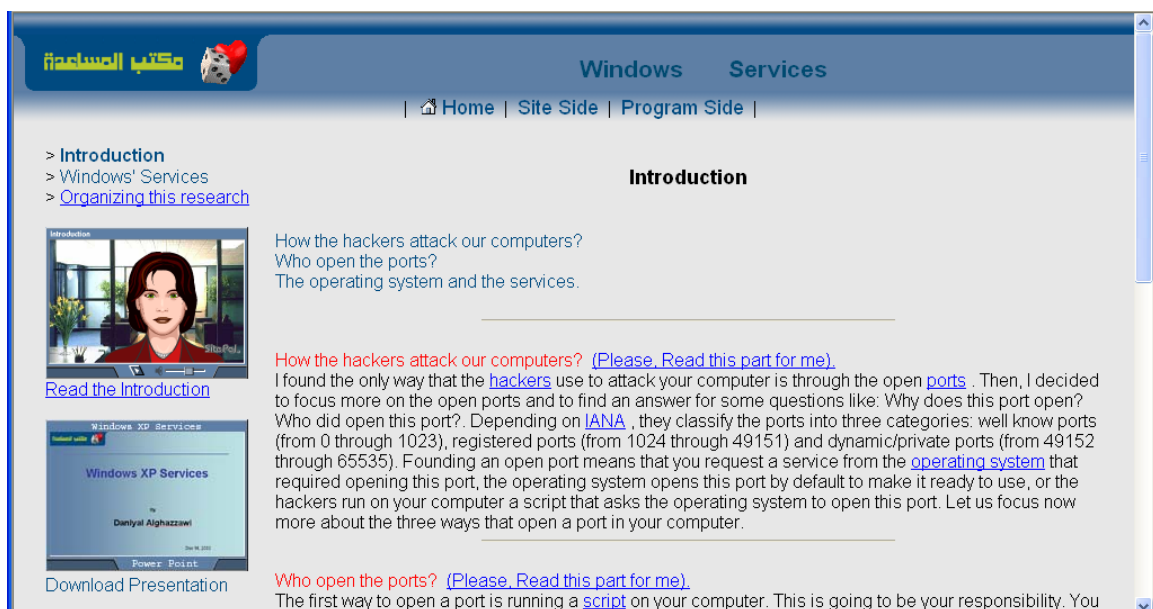 مكتب المساعدة
Windows Services
| Home | Site Side | Program Side |
> Introduction
> Windows' Services
> Organizing this research
Introduction
SitePal
Read the Introduction
Windows XP Services
مكتب المساعدة
Windows XP Services
by
Daniyal Alghazzawi
Power Point
Download Presentation
Introduction
How the hackers attack our computers?
Who open the ports?
The operating system and the services.
How the hackers attack our computers? (Please, Read this part for me).
I found the only way that the hackers use to attack your computer is through the open ports . Then, I decided
to focus more on the open ports and to find an answer for some questions like: Why does this port open?
Who did open this port?. Depending on IANA , they classify the ports into three categories: well know ports
(from 0 through 1023), registered ports (from 1024 through 49151) and dynamic/private ports (from 49152
through 65535). Founding an open port means that you request a service from the operating system that
required opening this port, the operating system opens this port by default to make it ready to use, or the
hackers run on your computer a script that asks the operating system to open this port. Let us focus now
more about the three ways that open a port in your computer.
Who open the ports? (Please, Read this part for me).
The first way to open a port is running a script on your computer. This is going to be your responsibility. You